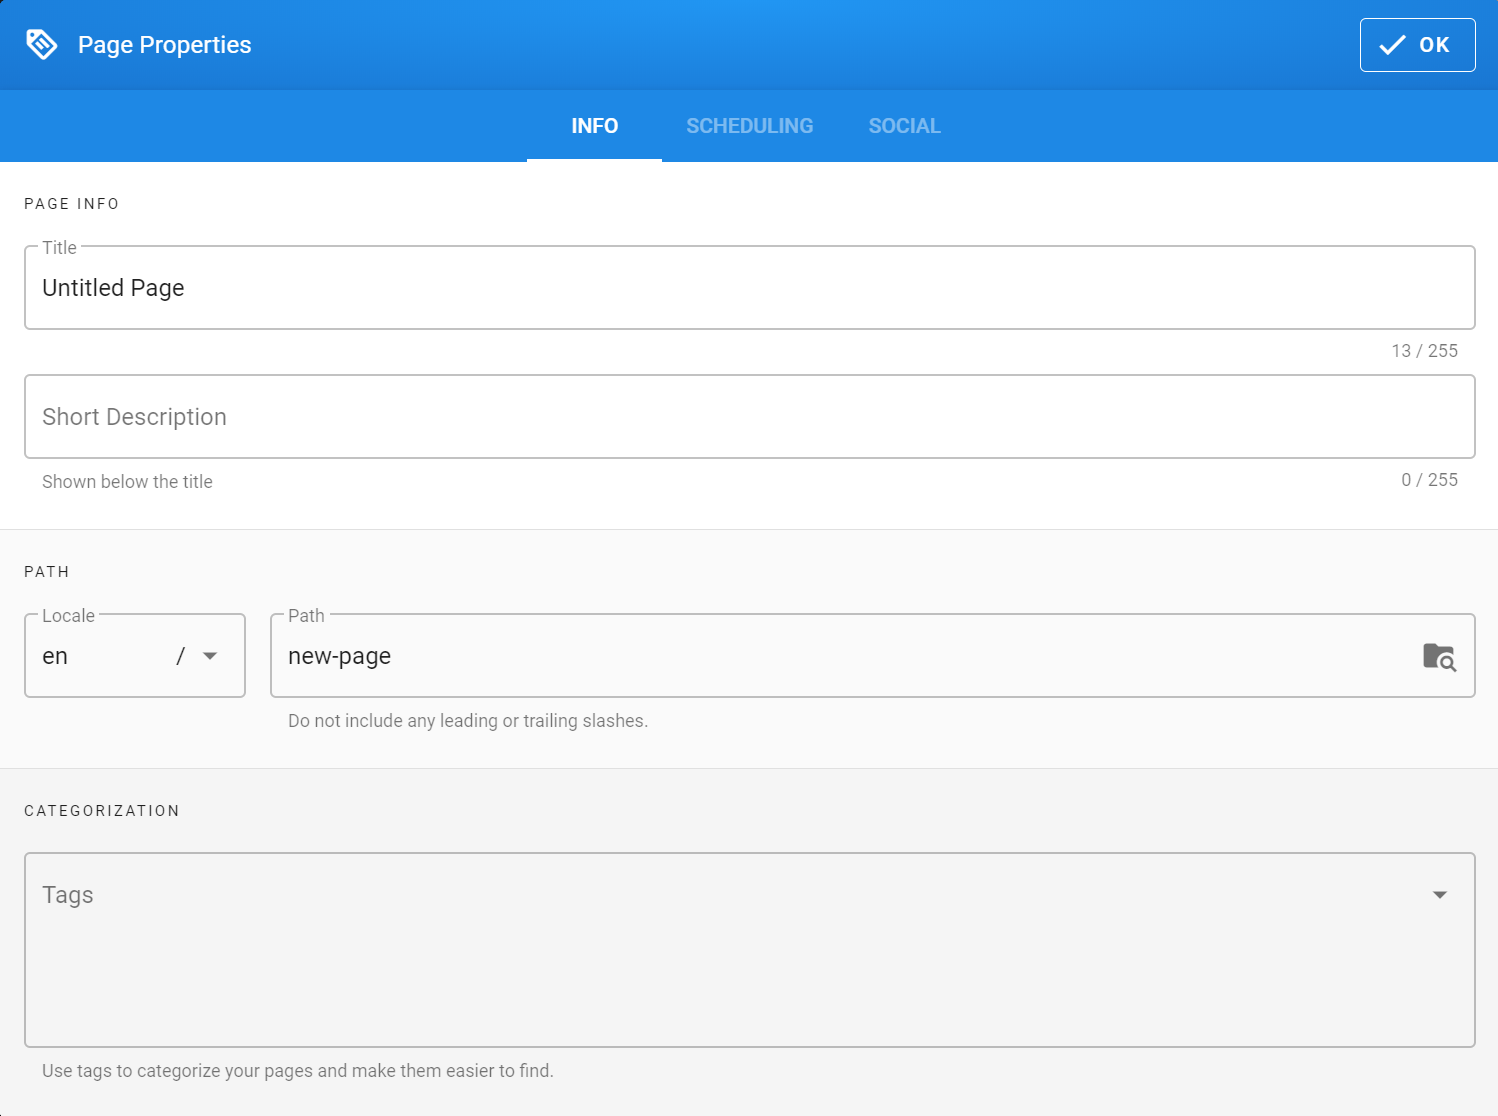 Page Properties
OK
INFO SCHEDULING SOCIAL
PAGE INFO
Title
Untitled Page
13 / 255
Short Description
Shown below the title
0 / 255
PATH
Locale
en /
Path
new-page
Do not include any leading or trailing slashes.
CATEGORIZATION
Tags
Use tags to categorize your pages and make them easier to find.